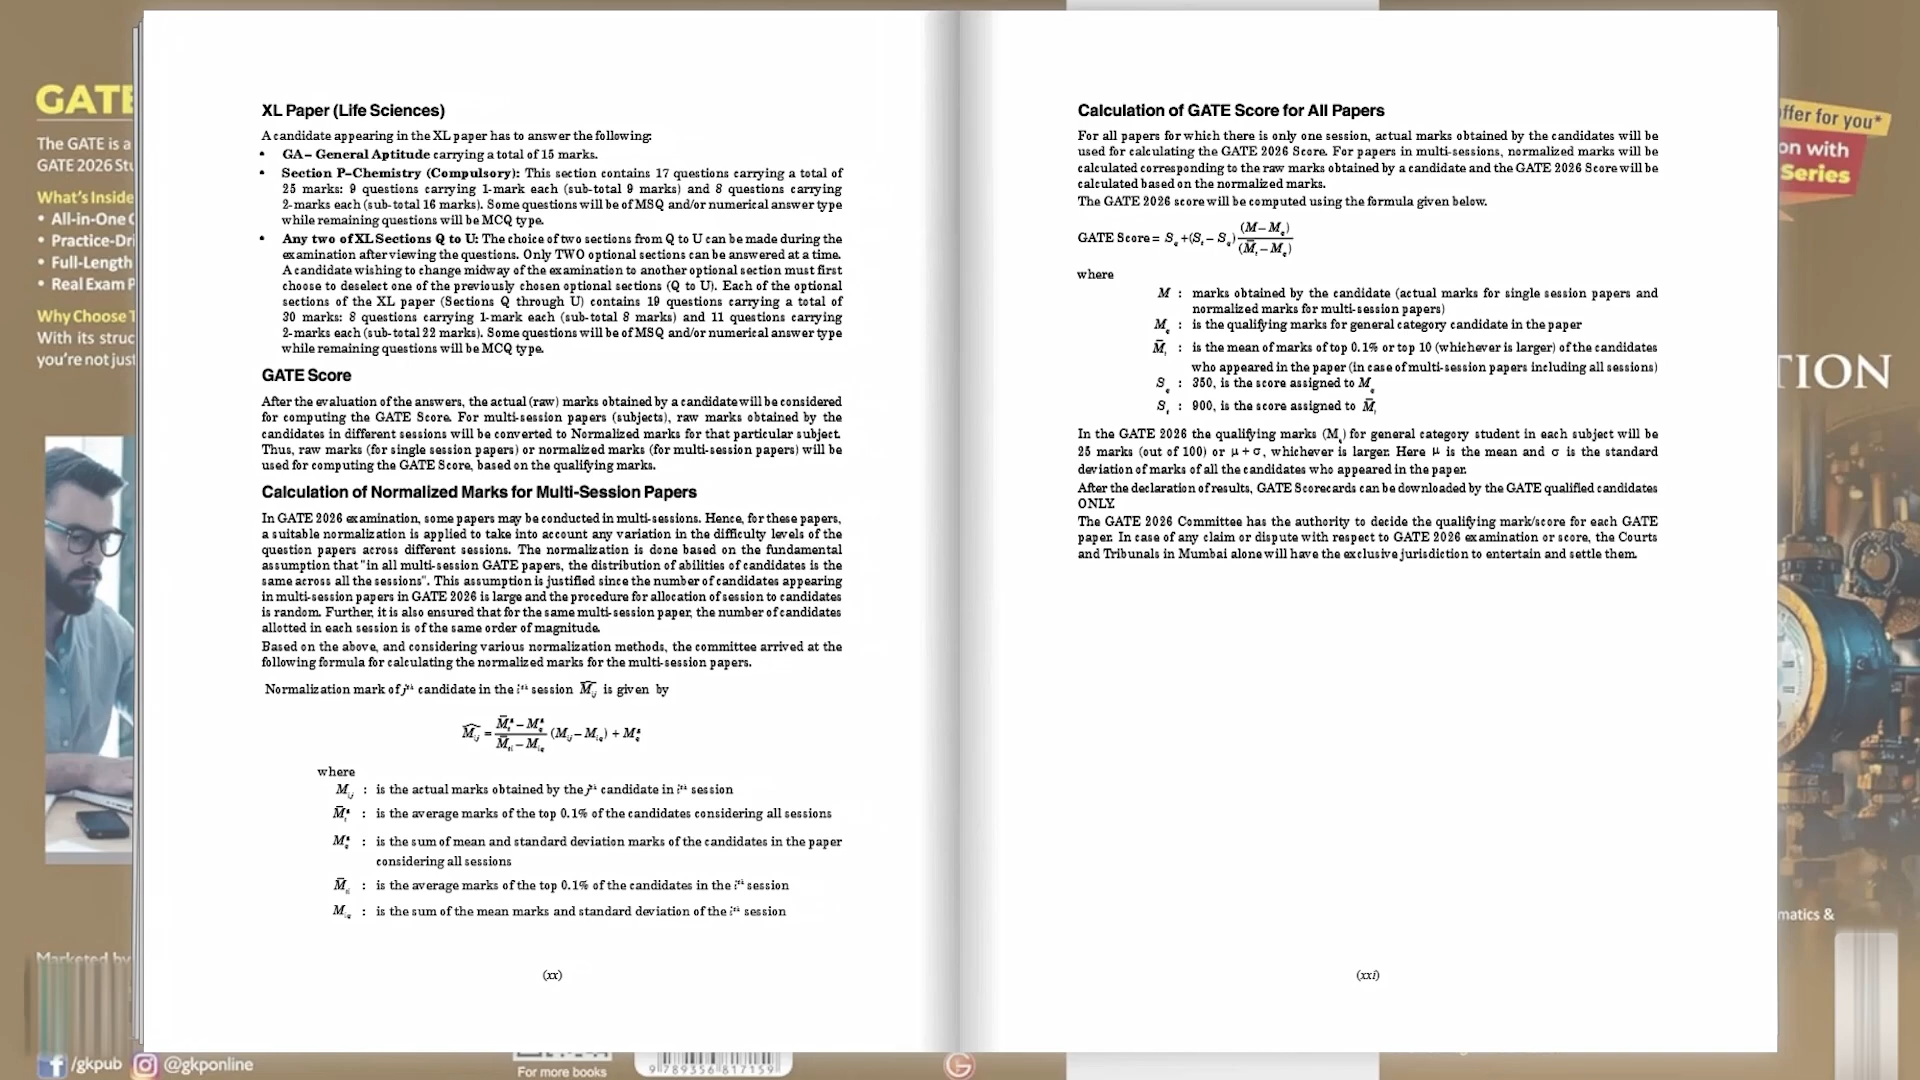 GATE
The GATE is a
GATE 2026 Stu
What's Inside
• All-in-One C
• Practice-Dri
• Full-Length
• Real Exam P
Why Choose T
With its struc
you're not just
Marketed by
/gkpub @gkponline
XL Paper (Life Sciences)
A candidate appearing in the XL paper has to answer the following:
• GA – General Aptitude carrying a total of 15 marks.
• Section P–Chemistry (Compulsory): This section contains 17 questions carrying a total of
25 marks: 9 questions carrying 1-mark each (sub-total 9 marks) and 8 questions carrying
2-marks each (sub-total 16 marks). Some questions will be of MSQ and/or numerical answer type
while remaining questions will be MCQ type.
• Any two of XL Sections Q to U: The choice of two sections from Q to U can be made during the
examination after viewing the questions. Only TWO optional sections can be answered at a time.
A candidate wishing to change midway of the examination to another optional section must first
choose to deselect one of the previously chosen optional sections (Q to U). Each of the optional
sections of the XL paper (Sections Q through U) contains 19 questions carrying a total of
30 marks: 8 questions carrying 1-mark each (sub-total 8 marks) and 11 questions carrying
2-marks each (sub-total 22 marks). Some questions will be of MSQ and/or numerical answer type
while remaining questions will be MCQ type.
GATE Score
After the evaluation of the answers, the actual (raw) marks obtained by a candidate will be considered
for computing the GATE Score. For multi-session papers (subjects), raw marks obtained by the
candidates in different sessions will be converted to Normalized marks for that particular subject.
Thus, raw marks (for single session papers) or normalized marks (for multi-session papers) will be
used for computing the GATE Score, based on the qualifying marks.
Calculation of Normalized Marks for Multi-Session Papers
In GATE 2026 examination, some papers may be conducted in multi-sessions. Hence, for these papers,
a suitable normalization is applied to take into account any variation in the difficulty levels of the
question papers across different sessions. The normalization is done based on the fundamental
assumption that "in all multi-session GATE papers, the distribution of abilities of candidates is the
same across all the sessions". This assumption is justified since the number of candidates appearing
in multi-session papers in GATE 2026 is large and the procedure for allocation of session to candidates
is random. Further, it is also ensured that for the same multi-session paper, the number of candidates
allotted in each session is of the same order of magnitude.
Based on the above, and considering various normalization methods, the committee arrived at the
following formula for calculating the normalized marks for the multi-session papers.
Normalization mark of jth candidate in the ith session M̂ij is given by
M̂ij = (M̄tg – Mqg)/(M̄ti – Miq) (Mij – Miq) + Mqg
where
Mij : is the actual marks obtained by the jth candidate in ith session
M̄tg : is the average marks of the top 0.1% of the candidates considering all sessions
Mqg : is the sum of mean and standard deviation marks of the candidates in the paper
considering all sessions
M̄ti : is the average marks of the top 0.1% of the candidates in the ith session
Miq : is the sum of the mean marks and standard deviation of the ith session
(xx)
For more books
9 789356 817159
Calculation of GATE Score for All Papers
For all papers for which there is only one session, actual marks obtained by the candidates will be
used for calculating the GATE 2026 Score. For papers in multi-sessions, normalized marks will be
calculated corresponding to the raw marks obtained by a candidate and the GATE 2026 Score will be
calculated based on the normalized marks.
The GATE 2026 score will be computed using the formula given below.
GATE Score = Sq +(St – Sq) (M – Mq)/(M̄t – Mq)
where
M : marks obtained by the candidate (actual marks for single session papers and
normalized marks for multi-session papers)
Mq : is the qualifying marks for general category candidate in the paper
M̄t : is the mean of marks of top 0.1% or top 10 (whichever is larger) of the candidates
who appeared in the paper (in case of multi-session papers including all sessions)
Sq : 350, is the score assigned to Mq
St : 900, is the score assigned to M̄t
In the GATE 2026 the qualifying marks (Mq) for general category student in each subject will be
25 marks (out of 100) or μ + σ, whichever is larger. Here μ is the mean and σ is the standard
deviation of marks of all the candidates who appeared in the paper.
After the declaration of results, GATE Scorecards can be downloaded by the GATE qualified candidates
ONLY.
The GATE 2026 Committee has the authority to decide the qualifying mark/score for each GATE
paper. In case of any claim or dispute with respect to GATE 2026 examination or score, the Courts
and Tribunals in Mumbai alone will have the exclusive jurisdiction to entertain and settle them.
(xxi)
ffer for you*
on with
Series
TION
matics &